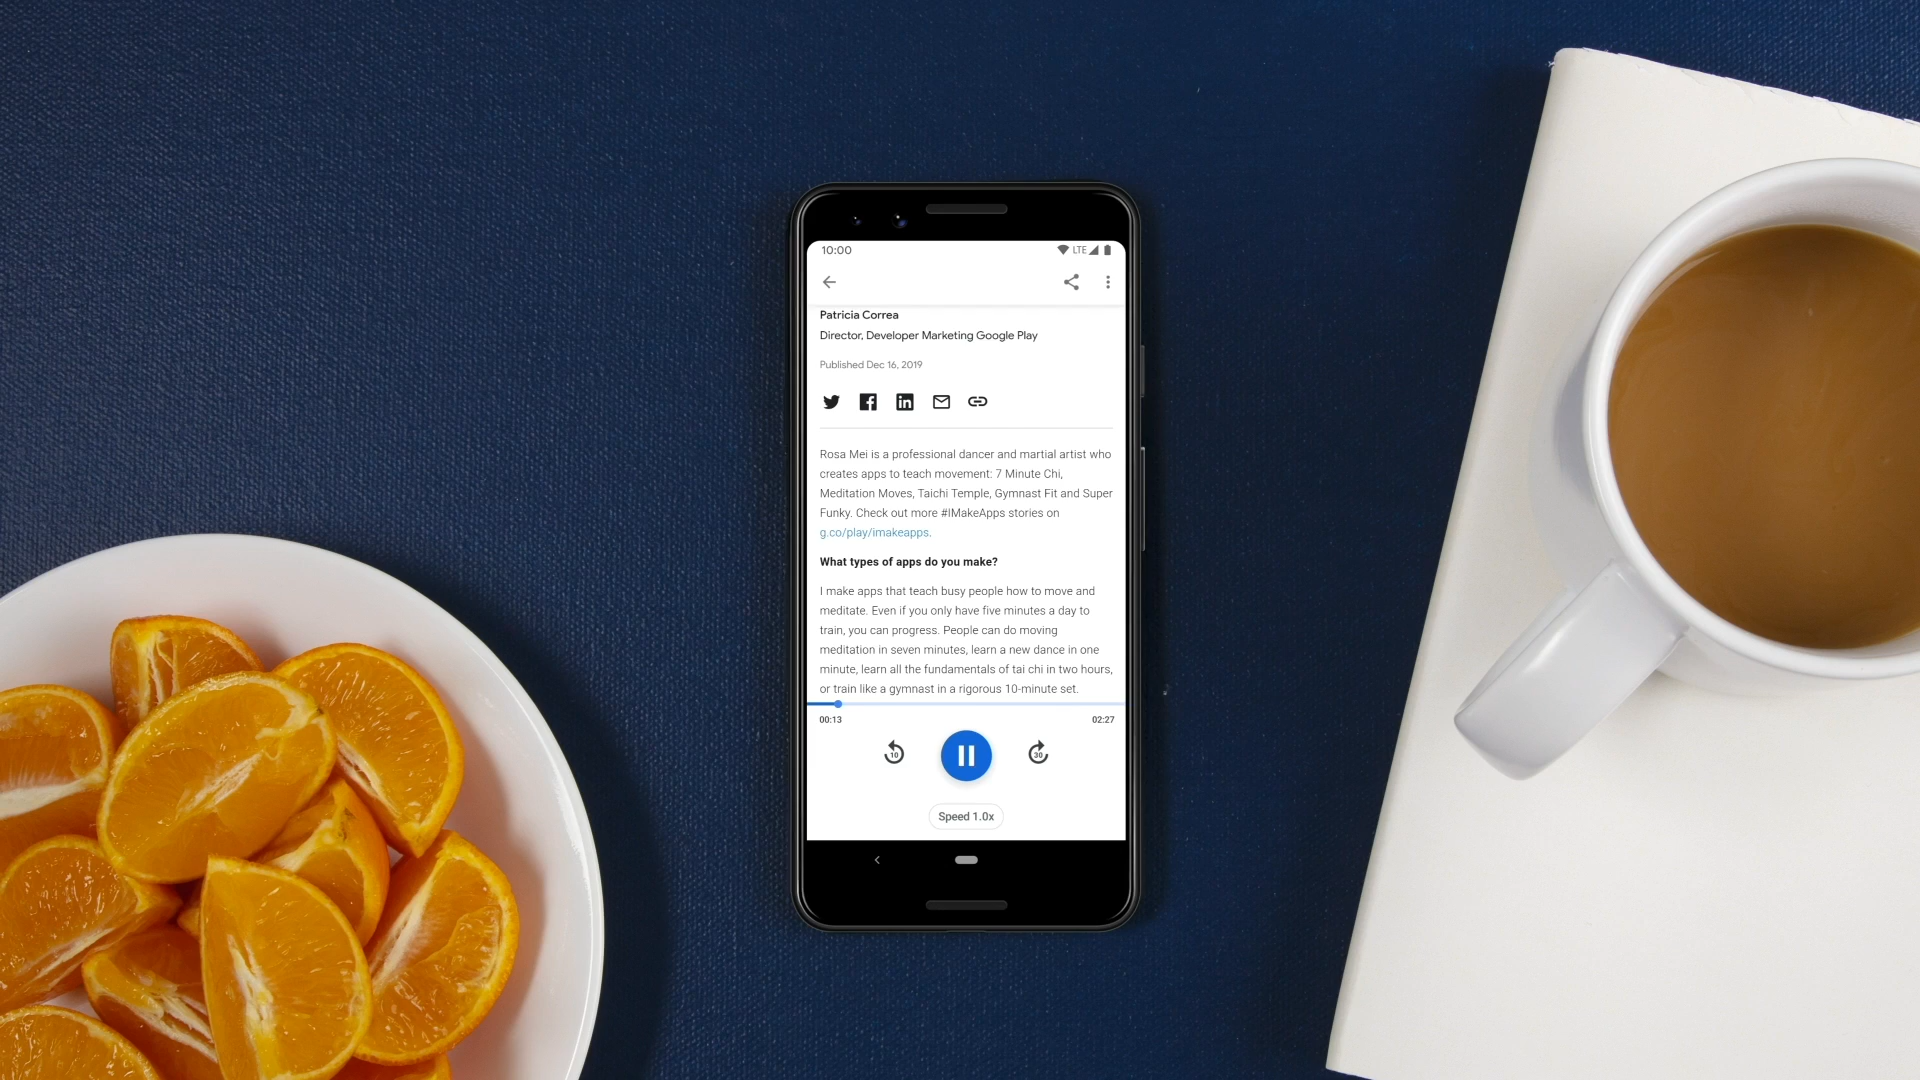 10:00 LTE
Patricia Correa
Director, Developer Marketing Google Play
Published Dec 16, 2019
in
Rosa Mei is a professional dancer and martial artist who
creates apps to teach movement: 7 Minute Chi,
Meditation Moves, Taichi Temple, Gymnast Fit and Super
Funky. Check out more #IMakeApps stories on
g.co/play/imakeapps.
What types of apps do you make?
I make apps that teach busy people how to move and
meditate. Even if you only have five minutes a day to
train, you can progress. People can do moving
meditation in seven minutes, learn a new dance in one
minute, learn all the fundamentals of tai chi in two hours,
or train like a gymnast in a rigorous 10-minute set.
00:13 02:27
10 30
Speed 1.0x